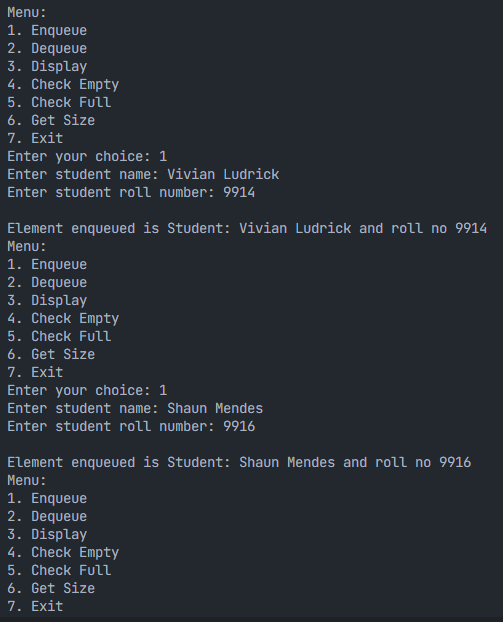 Menu:
1. Enqueue
2. Dequeue
3. Display
4. Check Empty
5. Check Full
6. Get Size
7. Exit
Enter your choice: 1
Enter student name: Vivian Ludrick
Enter student roll number: 9914

Element enqueued is Student: Vivian Ludrick and roll no 9914
Menu:
1. Enqueue
2. Dequeue
3. Display
4. Check Empty
5. Check Full
6. Get Size
7. Exit
Enter your choice: 1
Enter student name: Shaun Mendes
Enter student roll number: 9916

Element enqueued is Student: Shaun Mendes and roll no 9916
Menu:
1. Enqueue
2. Dequeue
3. Display
4. Check Empty
5. Check Full
6. Get Size
7. Exit